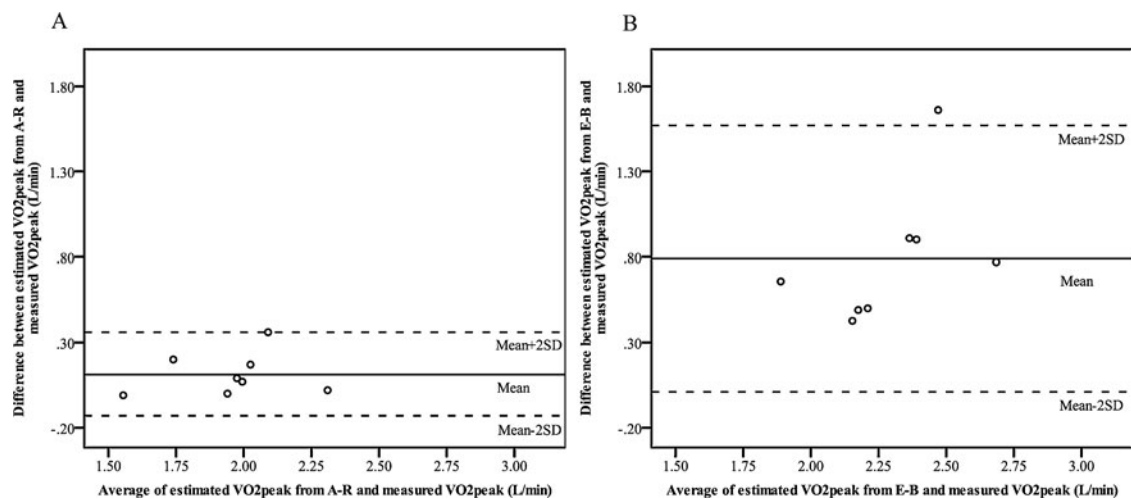 A
Difference between estimated VO2peak from A-R and
measured VO2peak (L/min)
1.80
1.30
.80
.30
-.20
Mean+2SD
Mean
Mean-2SD
1.50 1.75 2.00 2.25 2.50 2.75 3.00
Average of estimated VO2peak from A-R and measured VO2peak (L/min)
B
Difference between estimated VO2peak from E-B and
measured VO2peak (L/min)
1.80
1.30
.80
.30
-.20
Mean+2SD
Mean
Mean-2SD
1.50 1.75 2.00 2.25 2.50 2.75 3.00
Average of estimated VO2peak from E-B and measured VO2peak (L/min)